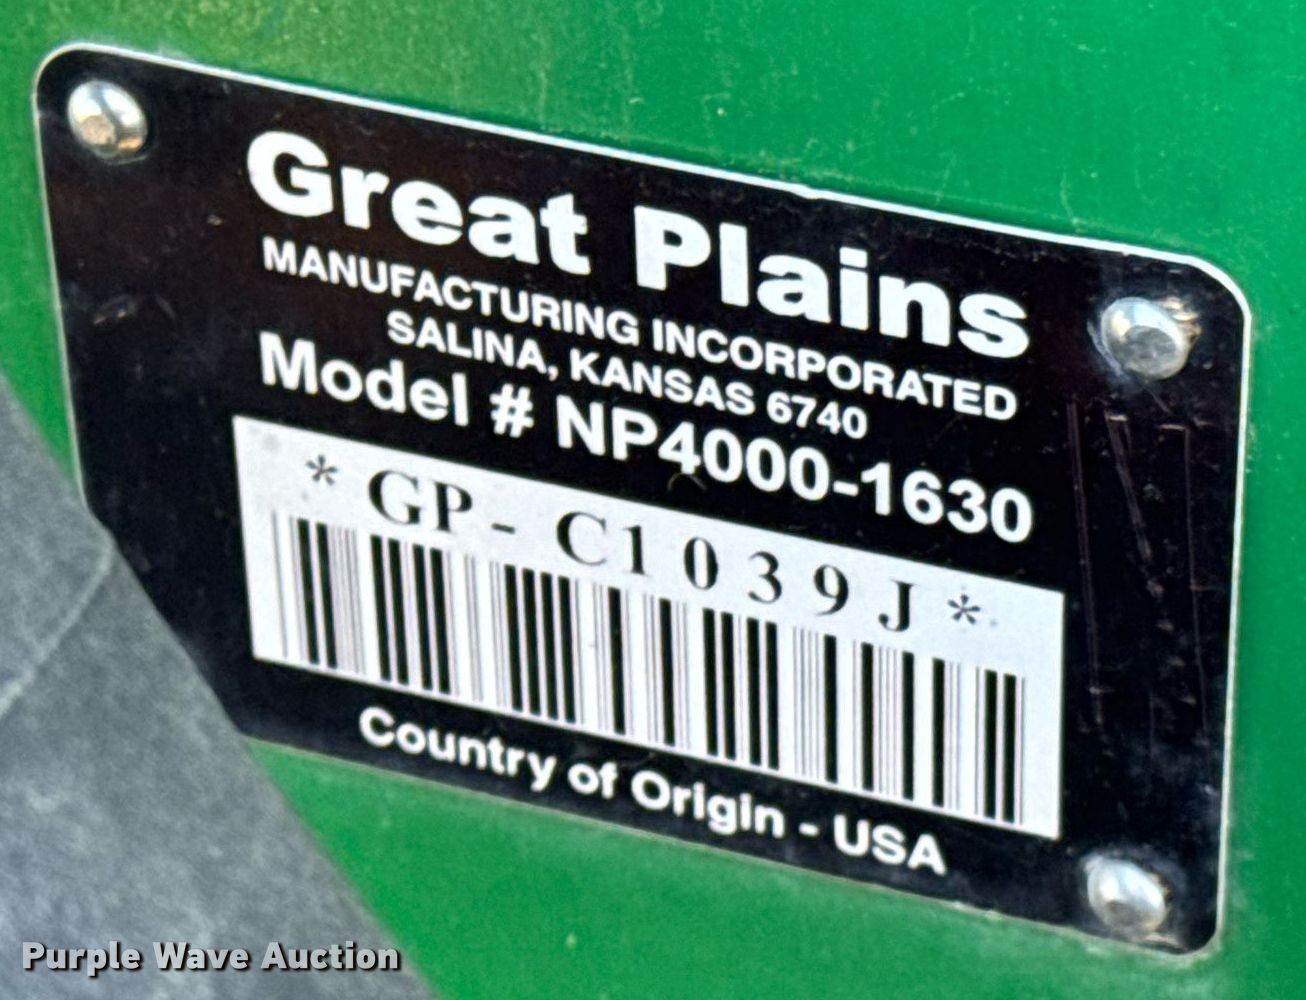 Great Plains
MANUFACTURING INCORPORATED
SALINA, KANSAS 6740
Model # NP4000-1630
* GP - C1039J *
Country of Origin - USA
Purple Wave Auction